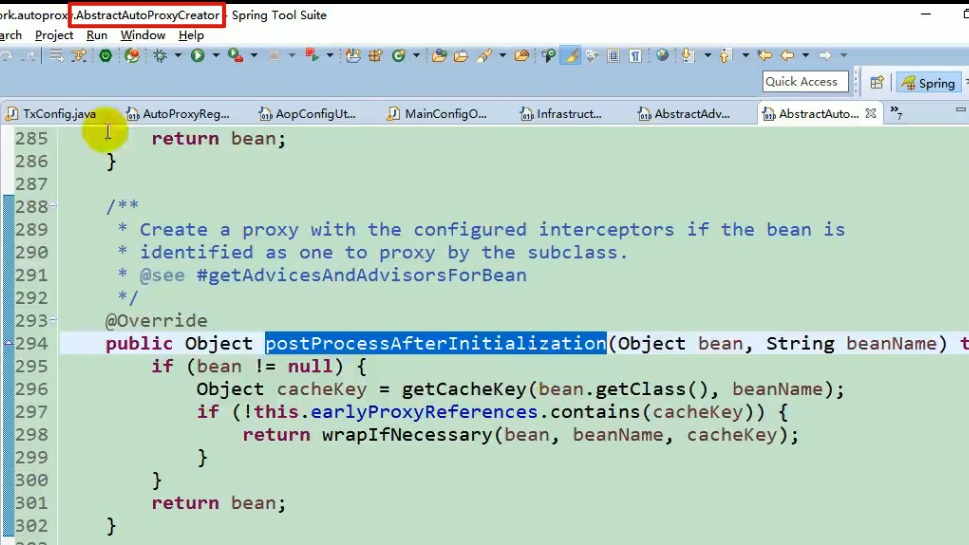 ork.autoproxy.AbstractAutoProxyCreator - Spring Tool Suite
arch Project Run Window Help
Quick Access Spring
TxConfig.java AutoProxyReg... AopConfigUt... MainConfigO... Infrastruct... AbstractAdv... AbstractAuto... »7
285 return bean;
286 }
287
288 /**
289 * Create a proxy with the configured interceptors if the bean is
290 * identified as one to proxy by the subclass.
291 * @see #getAdvicesAndAdvisorsForBean
292 */
293 @Override
294 public Object postProcessAfterInitialization(Object bean, String beanName) t
295 if (bean != null) {
296 Object cacheKey = getCacheKey(bean.getClass(), beanName);
297 if (!this.earlyProxyReferences.contains(cacheKey)) {
298 return wrapIfNecessary(bean, beanName, cacheKey);
299 }
300 }
301 return bean;
302 }